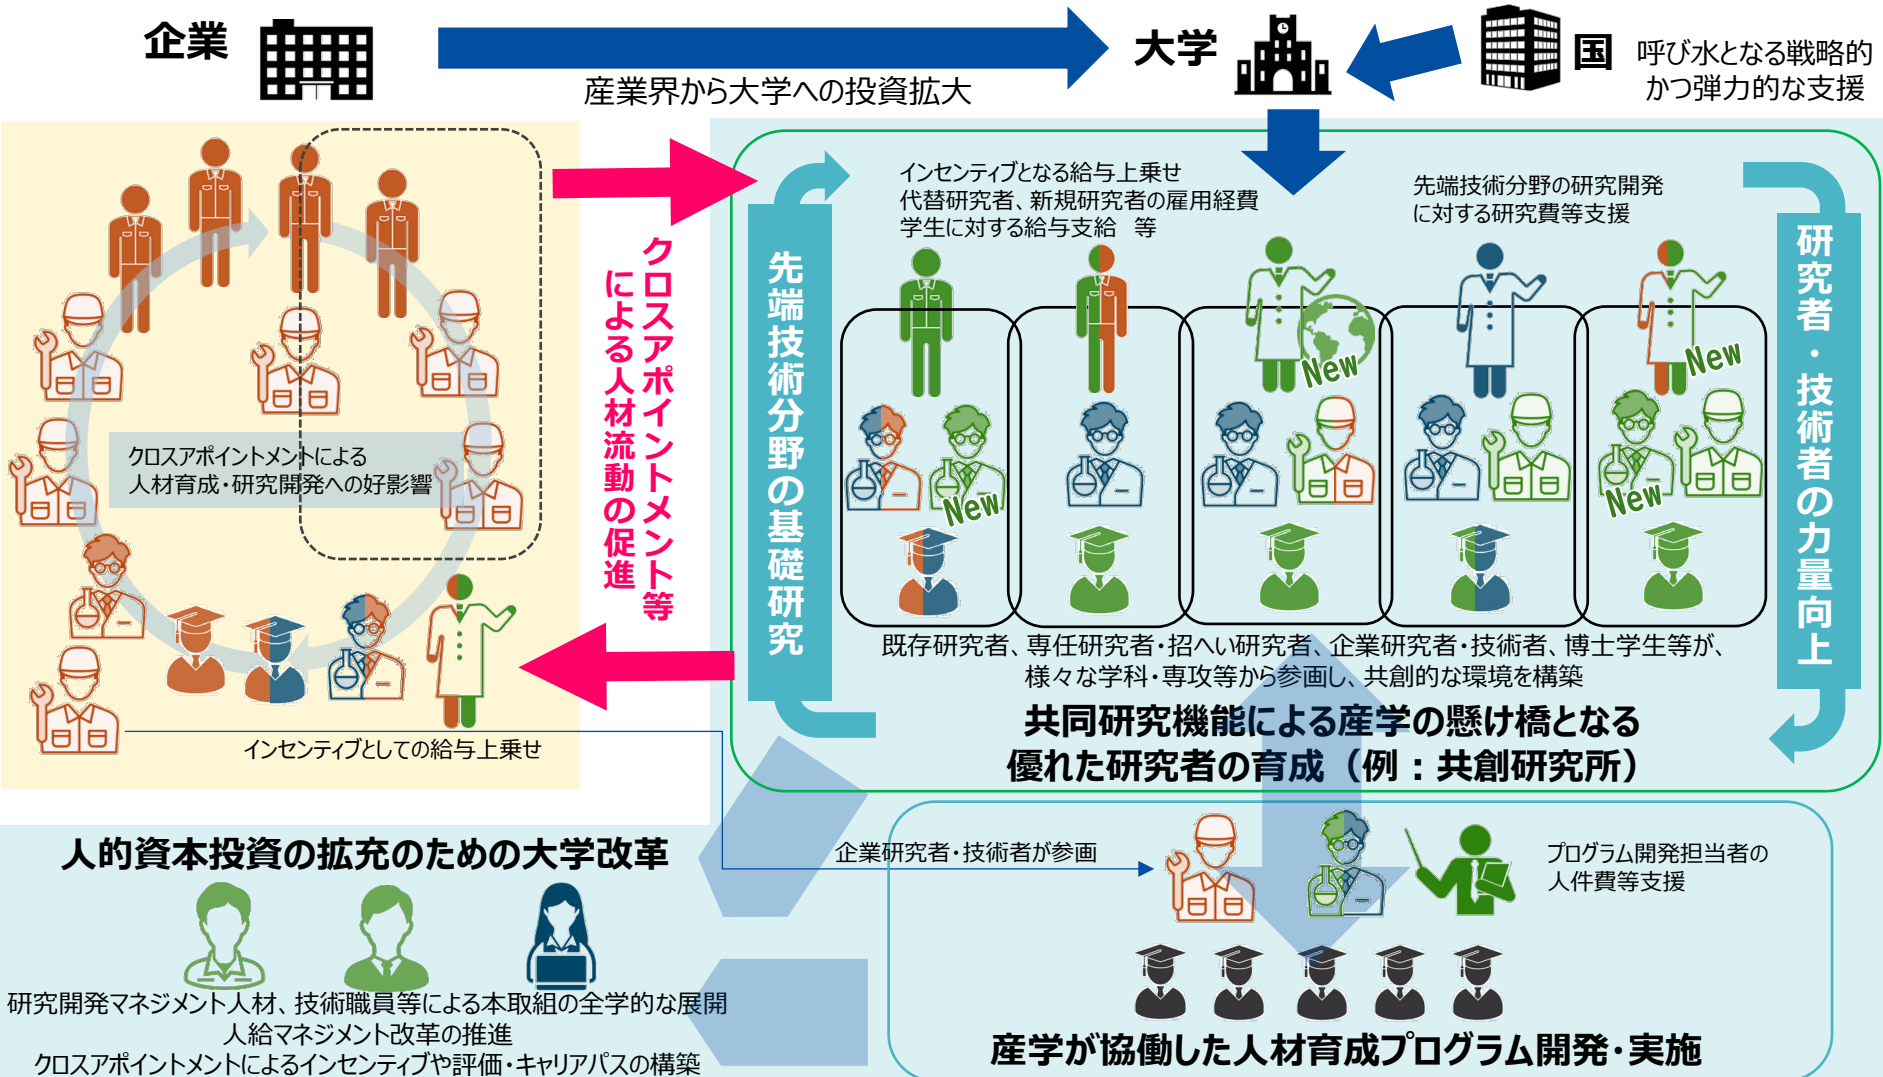 企業
産業界から大学への投資拡大
大学
国
呼び水となる戦略的
かつ弾力的な支援
クロスアポイントメントによる
人材育成・研究開発への好影響
インセンティブとしての給与上乗せ
クロスアポイントメント等
による人材流動の促進
先端技術分野の基礎研究
インセンティブとなる給与上乗せ
代替研究者、新規研究者の雇用経費
学生に対する給与支給 等
先端技術分野の研究開発
に対する研究費等支援
研究者・技術者の力量向上
New
New
New
New
既存研究者、専任研究者・招へい研究者、企業研究者・技術者、博士学生等が、
様々な学科・専攻等から参画し、共創的な環境を構築
共同研究機能による産学の懸け橋となる
優れた研究者の育成（例：共創研究所）
人的資本投資の拡充のための大学改革
研究開発マネジメント人材、技術職員等による本取組の全学的な展開
人給マネジメント改革の推進
クロスアポイントメントによるインセンティブや評価・キャリアパスの構築
企業研究者・技術者が参画
プログラム開発担当者の
人件費等支援
産学が協働した人材育成プログラム開発・実施